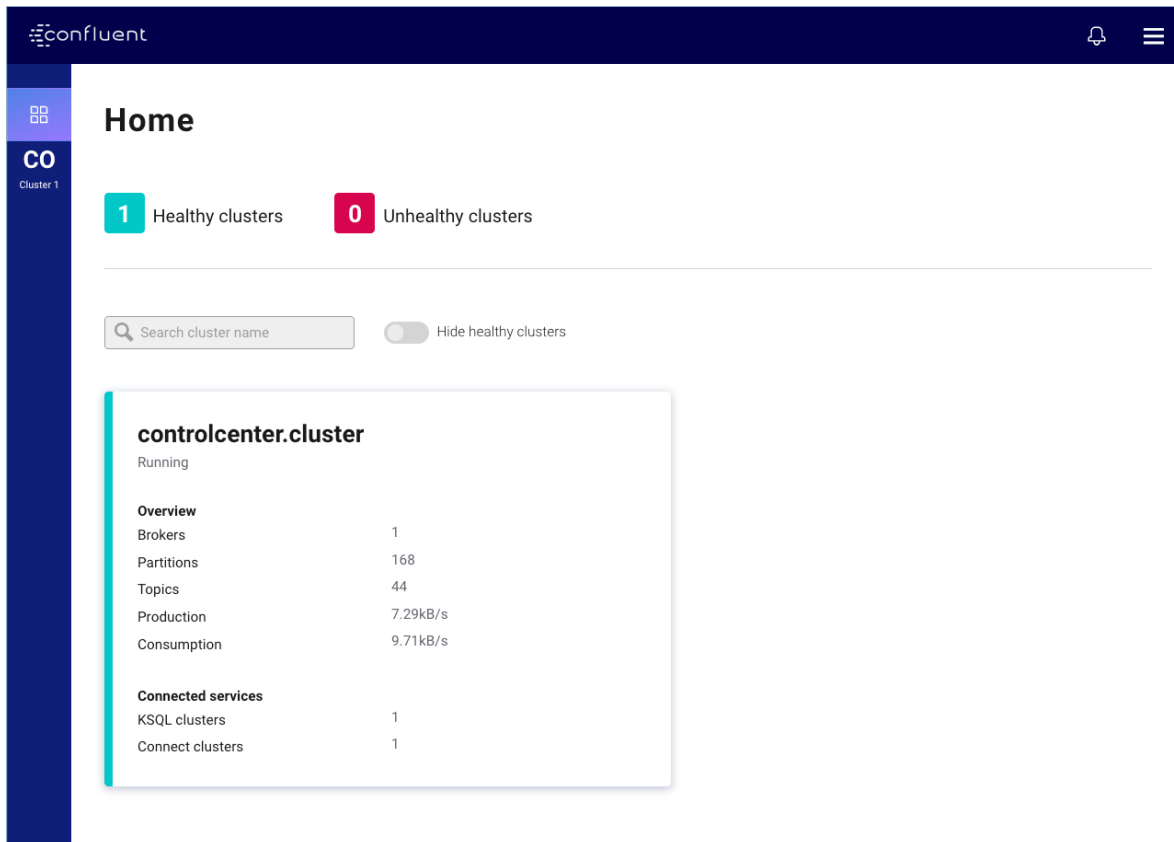 confluent
CO
Cluster 1
Home
1 Healthy clusters 0 Unhealthy clusters
Search cluster name Hide healthy clusters
controlcenter.cluster
Running
Overview
Brokers 1
Partitions 168
Topics 44
Production 7.29kB/s
Consumption 9.71kB/s
Connected services
KSQL clusters 1
Connect clusters 1